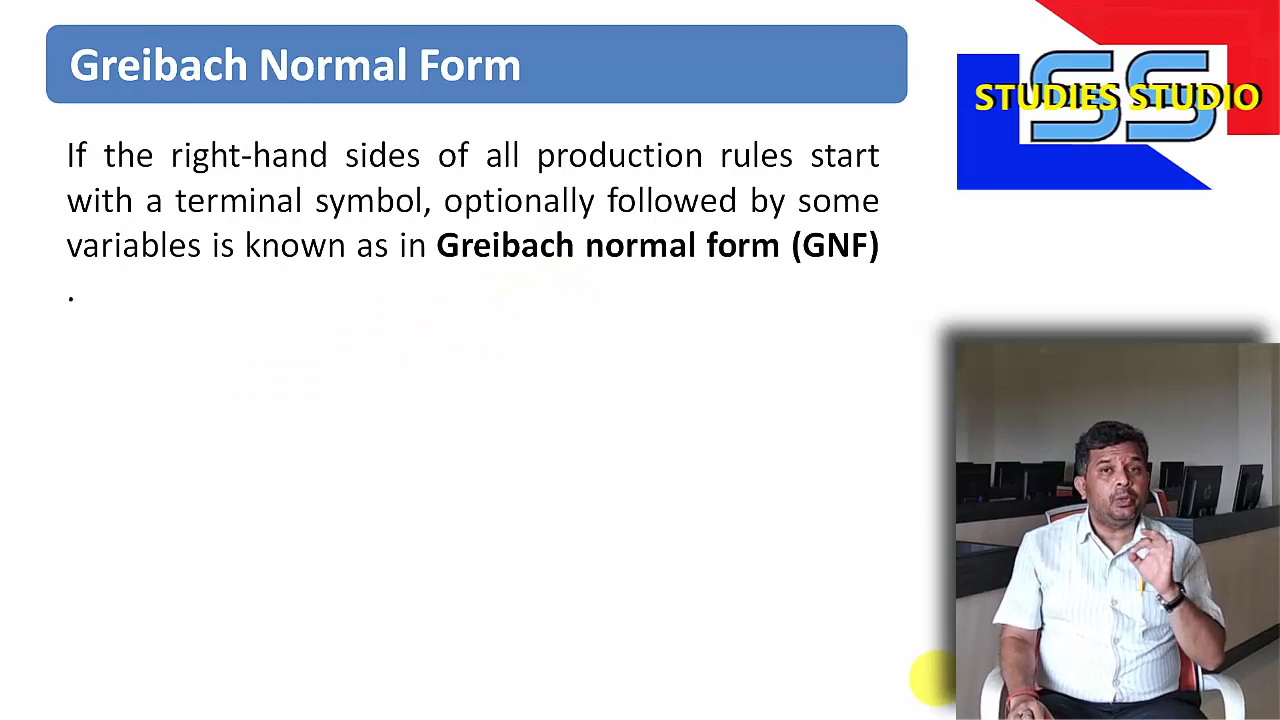 Greibach Normal Form
SS
STUDIES STUDIO
If the right-hand sides of all production rules start
with a terminal symbol, optionally followed by some
variables is known as in Greibach normal form (GNF)
.